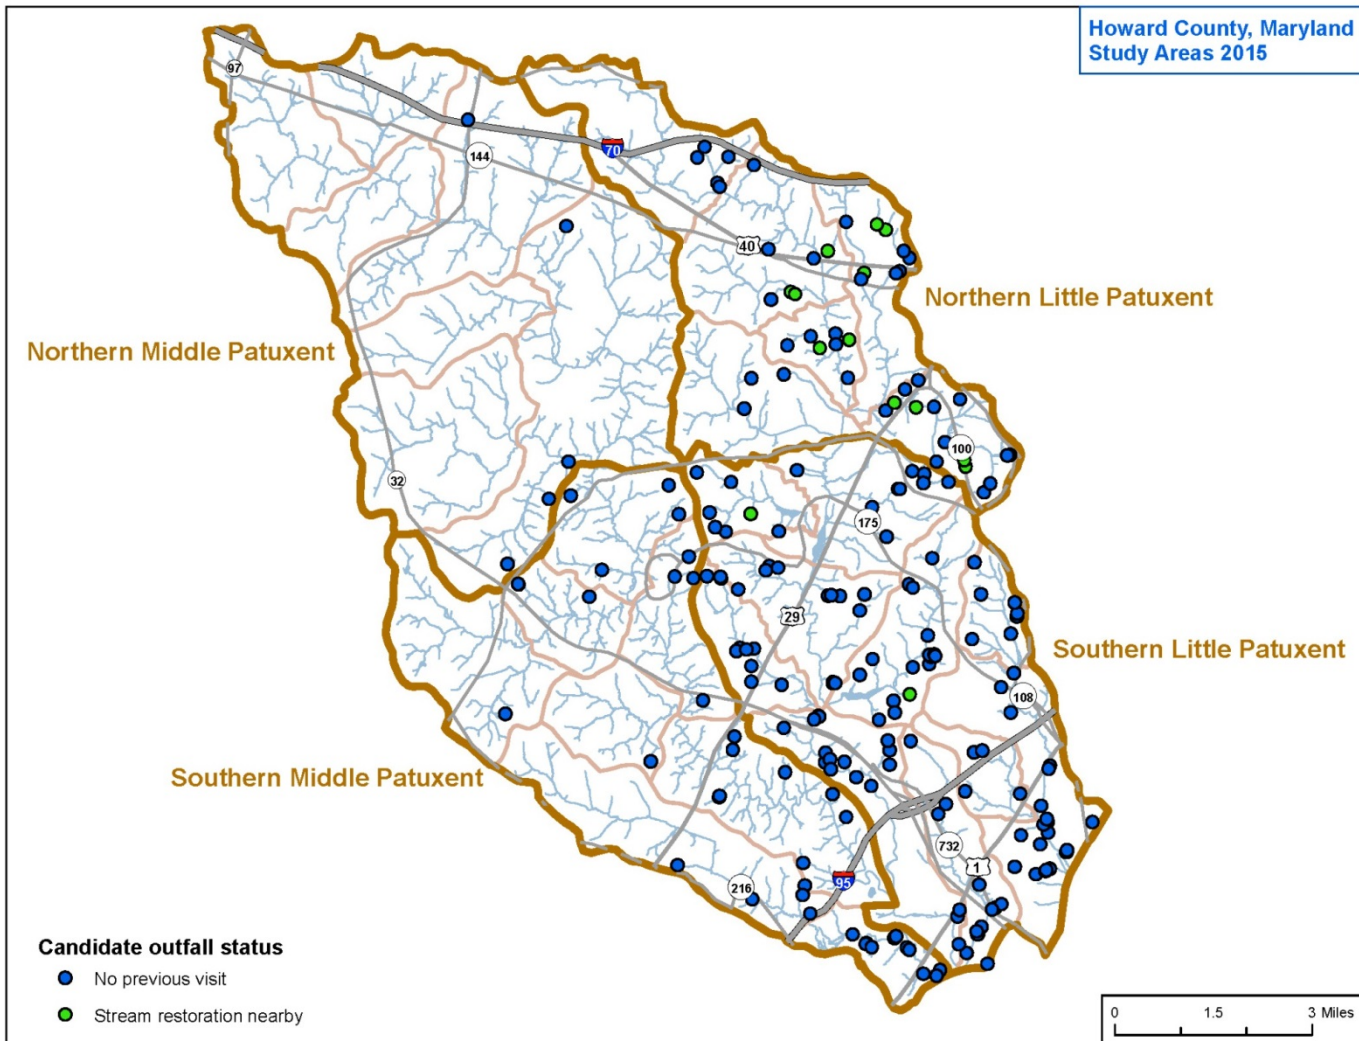 Howard County, Maryland
Study Areas 2015
97
144
70
40
Northern Little Patuxent
Northern Middle Patuxent
100
32
175
29
Southern Little Patuxent
108
Southern Middle Patuxent
732
1
95
216
Candidate outfall status
No previous visit
Stream restoration nearby
0 1.5 3 Miles